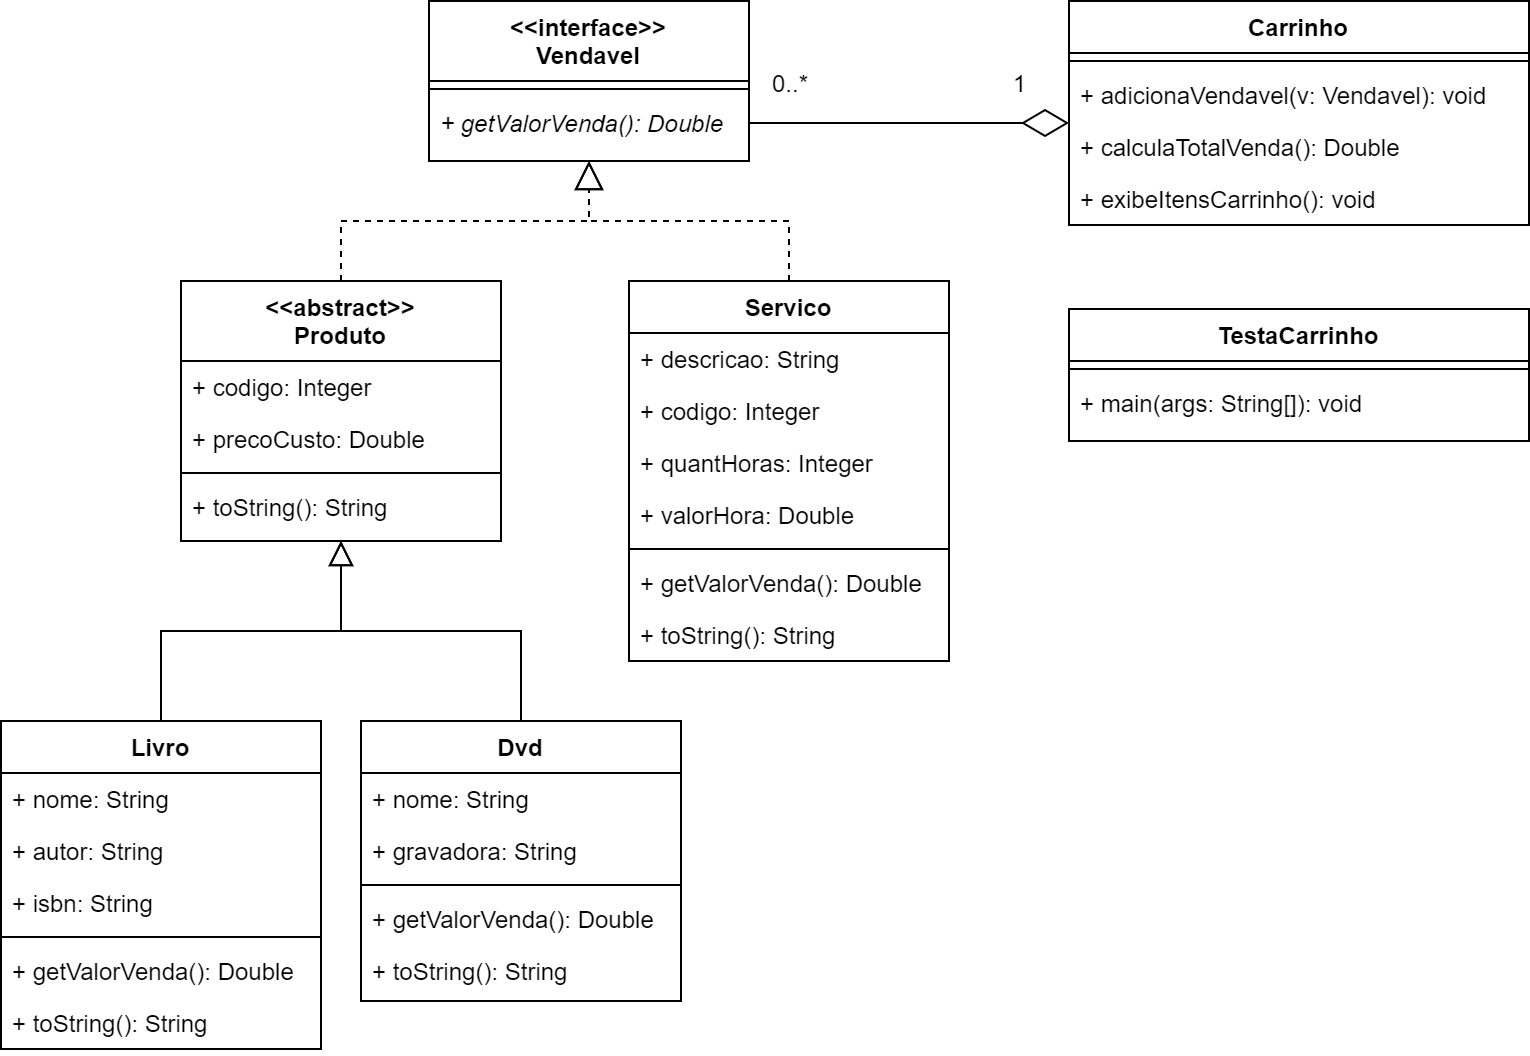 <<interface>>
Vendavel
+ getValorVenda(): Double
0..*
1
Carrinho
+ adicionaVendavel(v: Vendavel): void
+ calculaTotalVenda(): Double
+ exibeItensCarrinho(): void
<<abstract>>
Produto
+ codigo: Integer
+ precoCusto: Double
+ toString(): String
Servico
+ descricao: String
+ codigo: Integer
+ quantHoras: Integer
+ valorHora: Double
+ getValorVenda(): Double
+ toString(): String
TestaCarrinho
+ main(args: String[]): void
Livro
+ nome: String
+ autor: String
+ isbn: String
+ getValorVenda(): Double
+ toString(): String
Dvd
+ nome: String
+ gravadora: String
+ getValorVenda(): Double
+ toString(): String